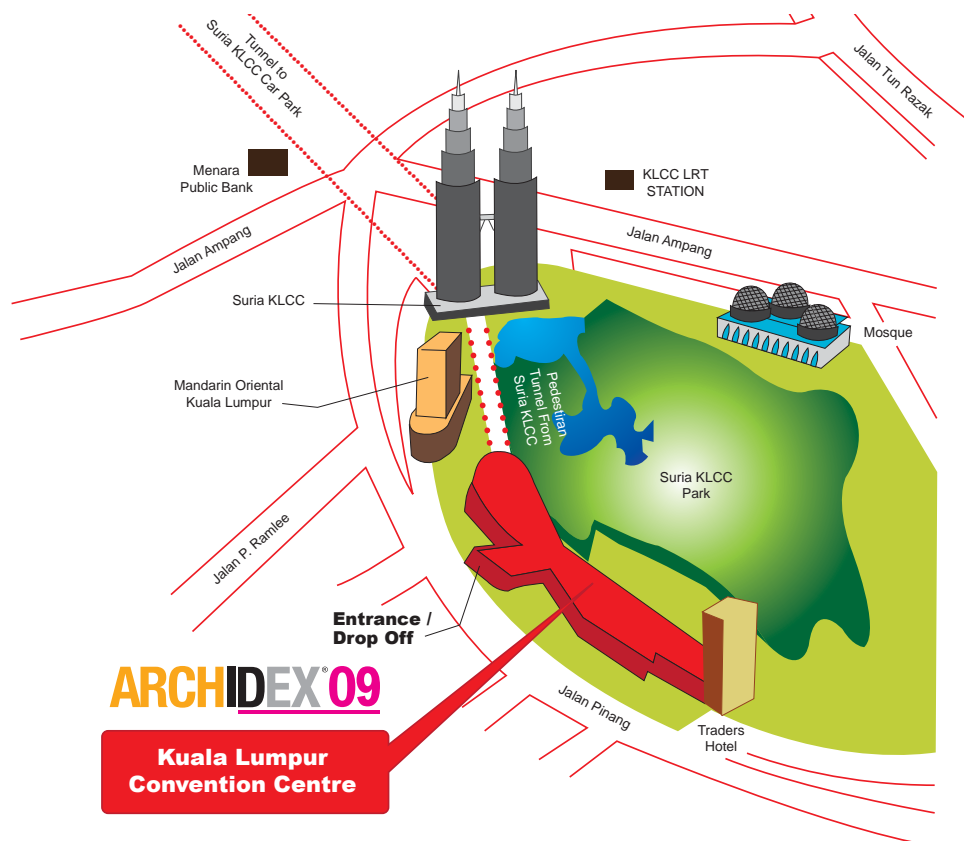 Tunnel to
Suria KLCC Car Park
Jalan Tun Razak
Menara
Public Bank
KLCC LRT
STATION
Jalan Ampang
Jalan Ampang
Suria KLCC
Mosque
Mandarin Oriental
Kuala Lumpur
Pedestiran
Tunnel From
Suria KLCC
Suria KLCC
Park
Jalan P. Ramlee
Entrance /
Drop Off
ARCHIDEX®09
Jalan Pinang
Traders
Hotel
Kuala Lumpur
Convention Centre